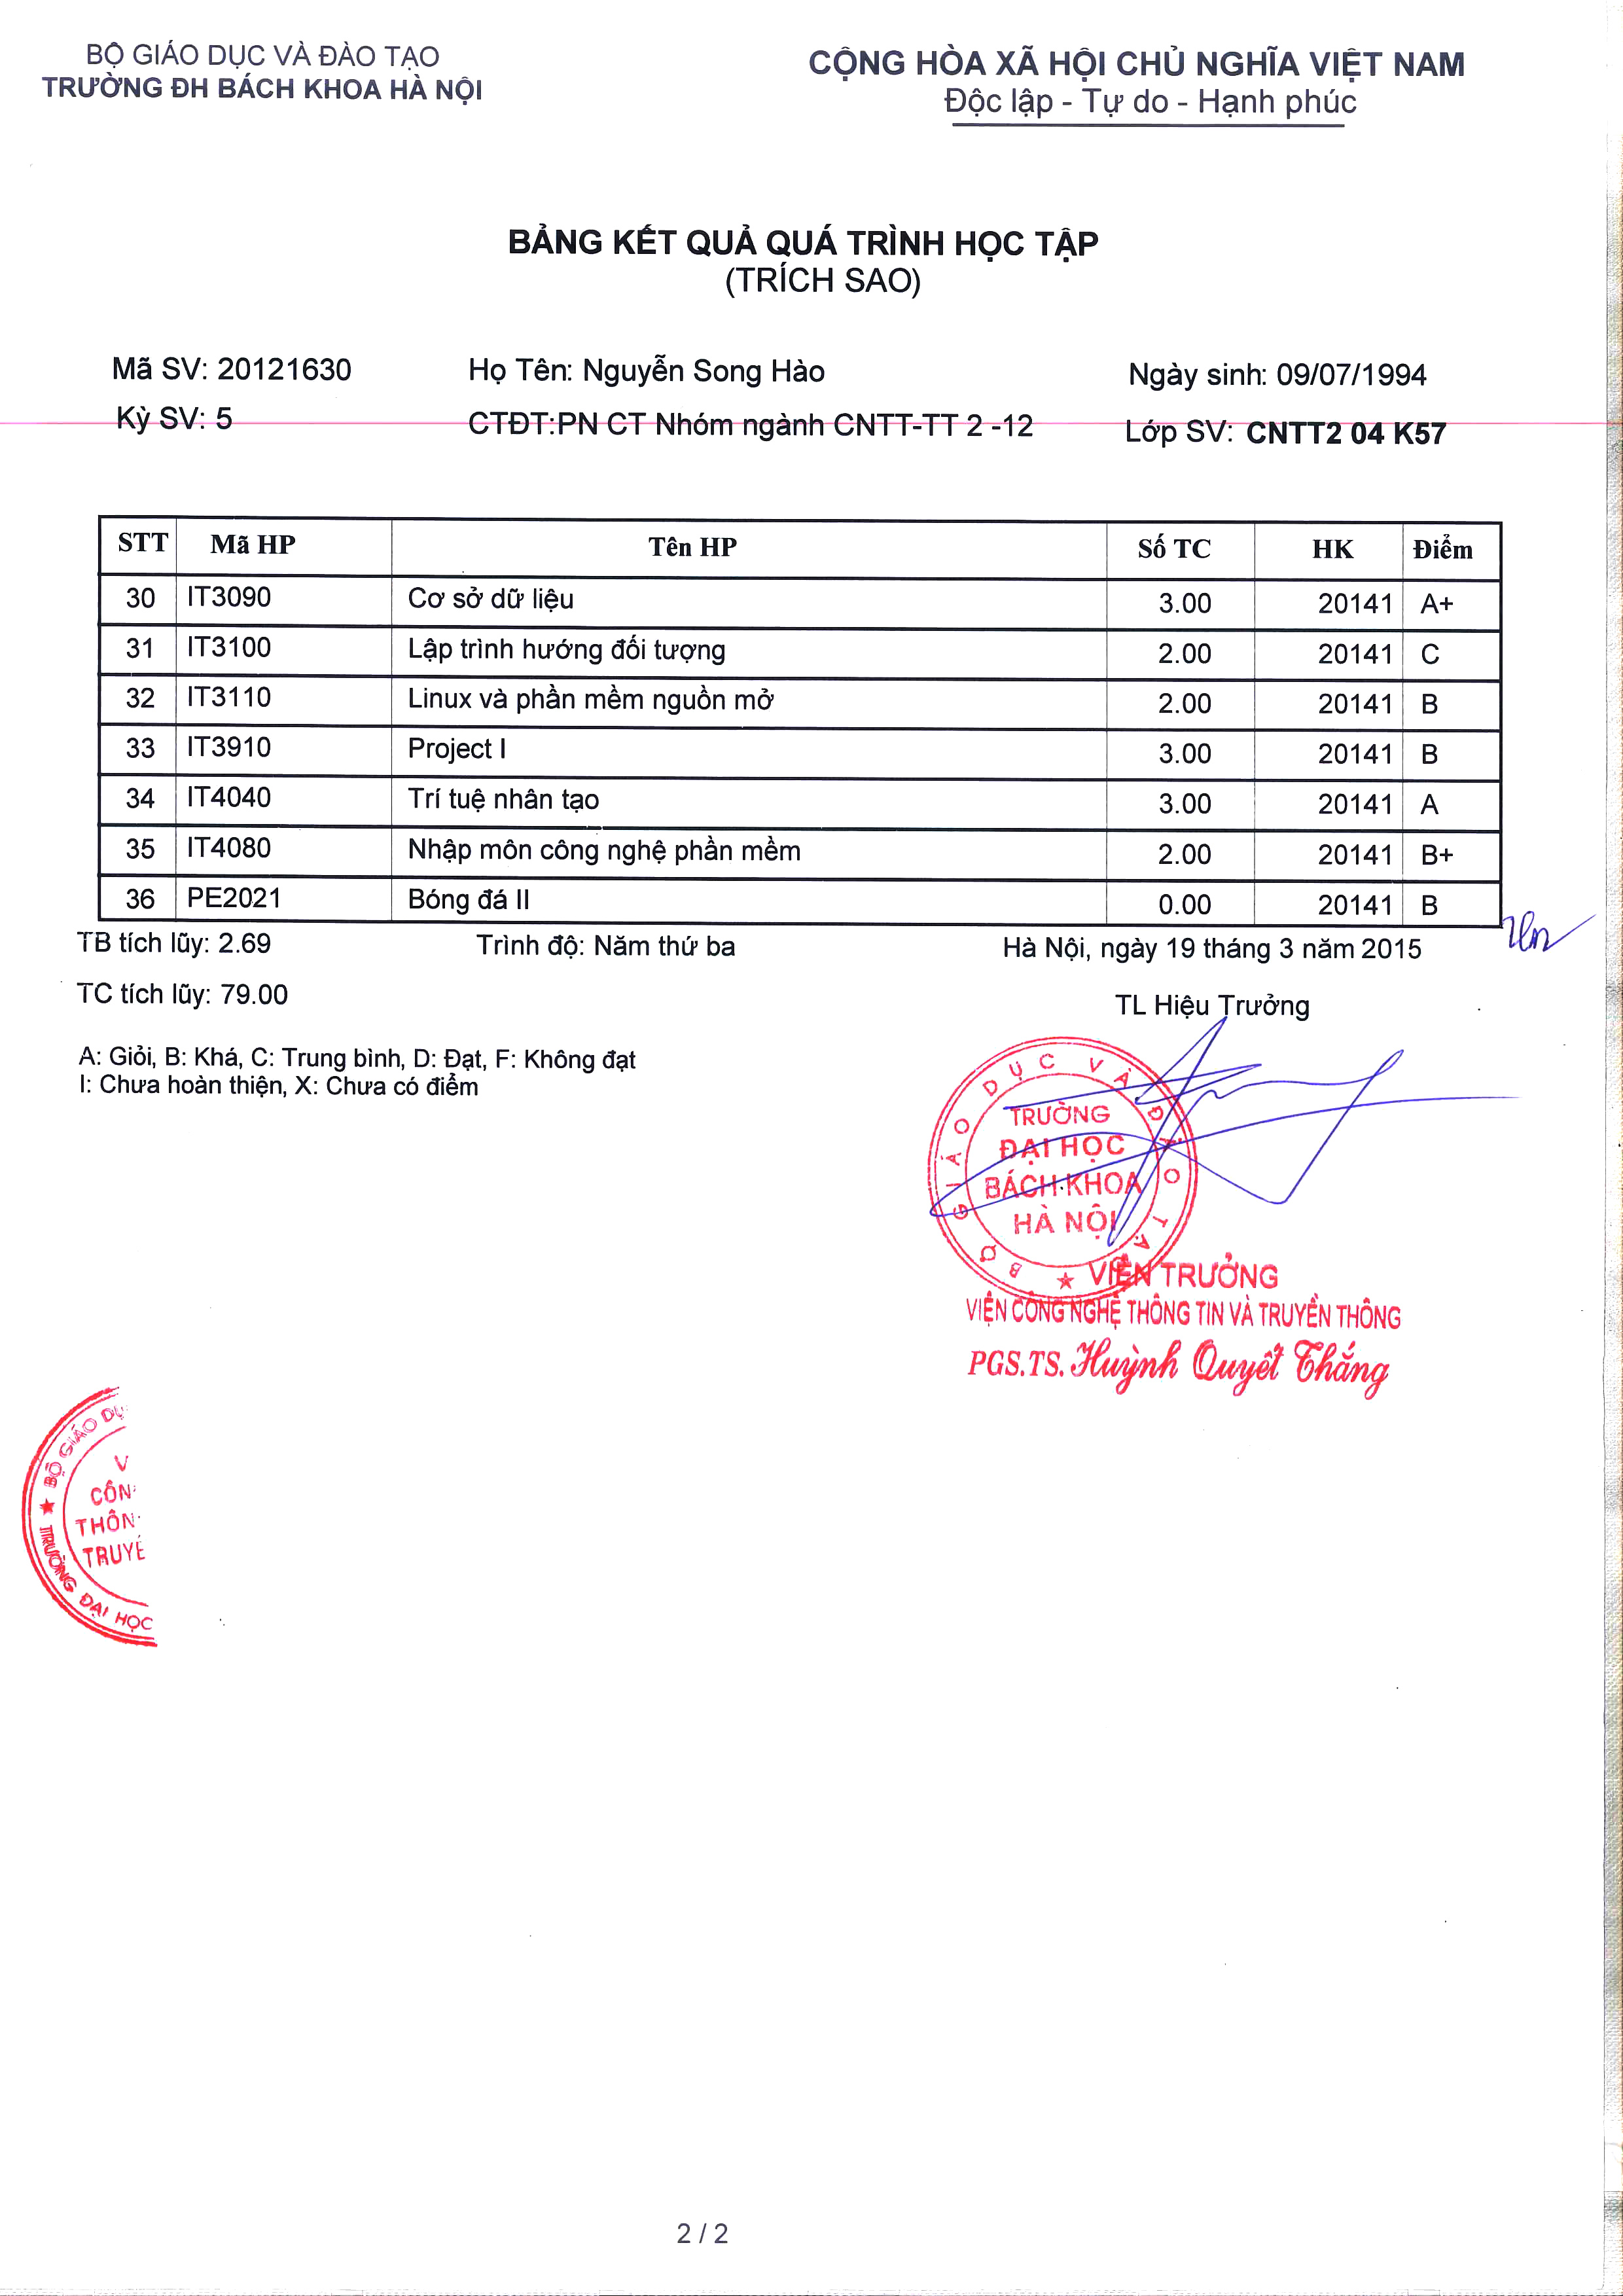 BỘ GIÁO DỤC VÀ ĐÀO TẠO
TRƯỜNG ĐH BÁCH KHOA HÀ NỘI
CỘNG HÒA XÃ HỘI CHỦ NGHĨA VIỆT NAM
Độc lập - Tự do - Hạnh phúc
BẢNG KẾT QUẢ QUÁ TRÌNH HỌC TẬP
(TRÍCH SAO)
Mã SV: 20121630 Họ Tên: Nguyễn Song Hào Ngày sinh: 09/07/1994
Kỳ SV: 5 CTĐT:PN CT Nhóm ngành CNTT-TT 2 -12 Lớp SV: CNTT2 04 K57
STT Mã HP Tên HP Số TC HK Điểm
30 IT3090 Cơ sở dữ liệu 3.00 20141 A+
31 IT3100 Lập trình hướng đối tượng 2.00 20141 C
32 IT3110 Linux và phần mềm nguồn mở 2.00 20141 B
33 IT3910 Project I 3.00 20141 B
34 IT4040 Trí tuệ nhân tạo 3.00 20141 A
35 IT4080 Nhập môn công nghệ phần mềm 2.00 20141 B+
36 PE2021 Bóng đá II 0.00 20141 B
TB tích lũy: 2.69 Trình độ: Năm thứ ba Hà Nội, ngày 19 tháng 3 năm 2015
TC tích lũy: 79.00 TL Hiệu Trưởng
A: Giỏi, B: Khá, C: Trung bình, D: Đạt, F: Không đạt
I: Chưa hoàn thiện, X: Chưa có điểm
BỘ GIÁO DỤC VÀ ĐÀO TẠO
TRƯỜNG
ĐẠI HỌC
BÁCH KHOA
HÀ NỘI
VIỆN TRƯỞNG
VIỆN CÔNG NGHỆ THÔNG TIN VÀ TRUYỀN THÔNG
PGS.TS. Huỳnh Quyết Thắng
BỘ GIÁO DỤ
V
CÔN
THÔN
TRUYỀ
TRƯỜNG ĐẠI HỌC
2 / 2